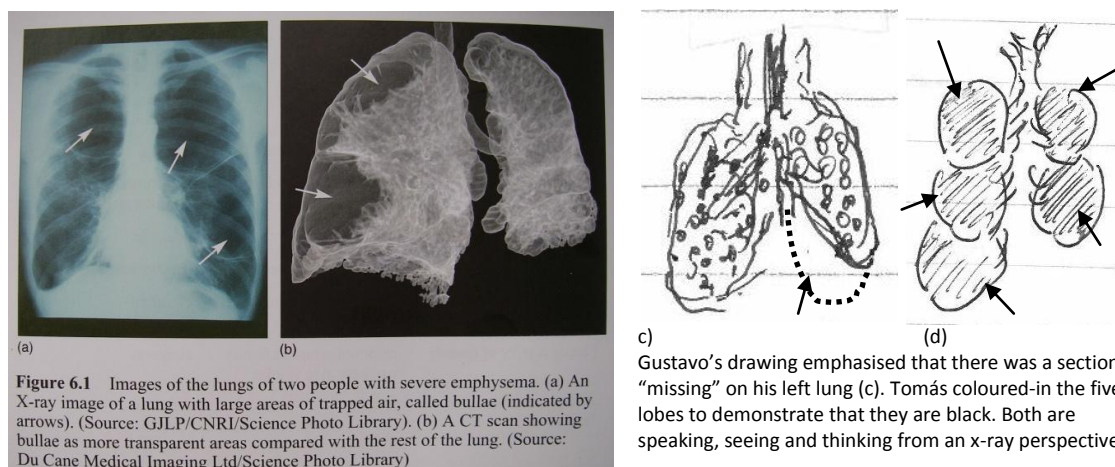 (a)
(b)
Figure 6.1 Images of the lungs of two people with severe emphysema. (a) An
X-ray image of a lung with large areas of trapped air, called bullae (indicated by
arrows). (Source: GJLP/CNRI/Science Photo Library). (b) A CT scan showing
bullae as more transparent areas compared with the rest of the lung. (Source:
Du Cane Medical Imaging Ltd/Science Photo Library)
c)
(d)
Gustavo's drawing emphasised that there was a section
"missing" on his left lung (c). Tomás coloured-in the five
lobes to demonstrate that they are black. Both are
speaking, seeing and thinking from an x-ray perspective